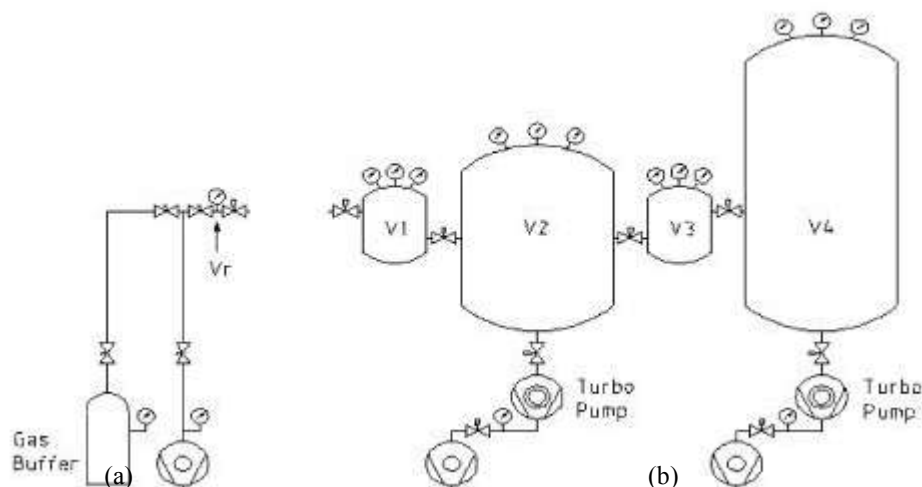 V1
V2
V3
V4
Vr
Turbo
Pump
Turbo
Pump
Gas
Buffer
(a)
(b)